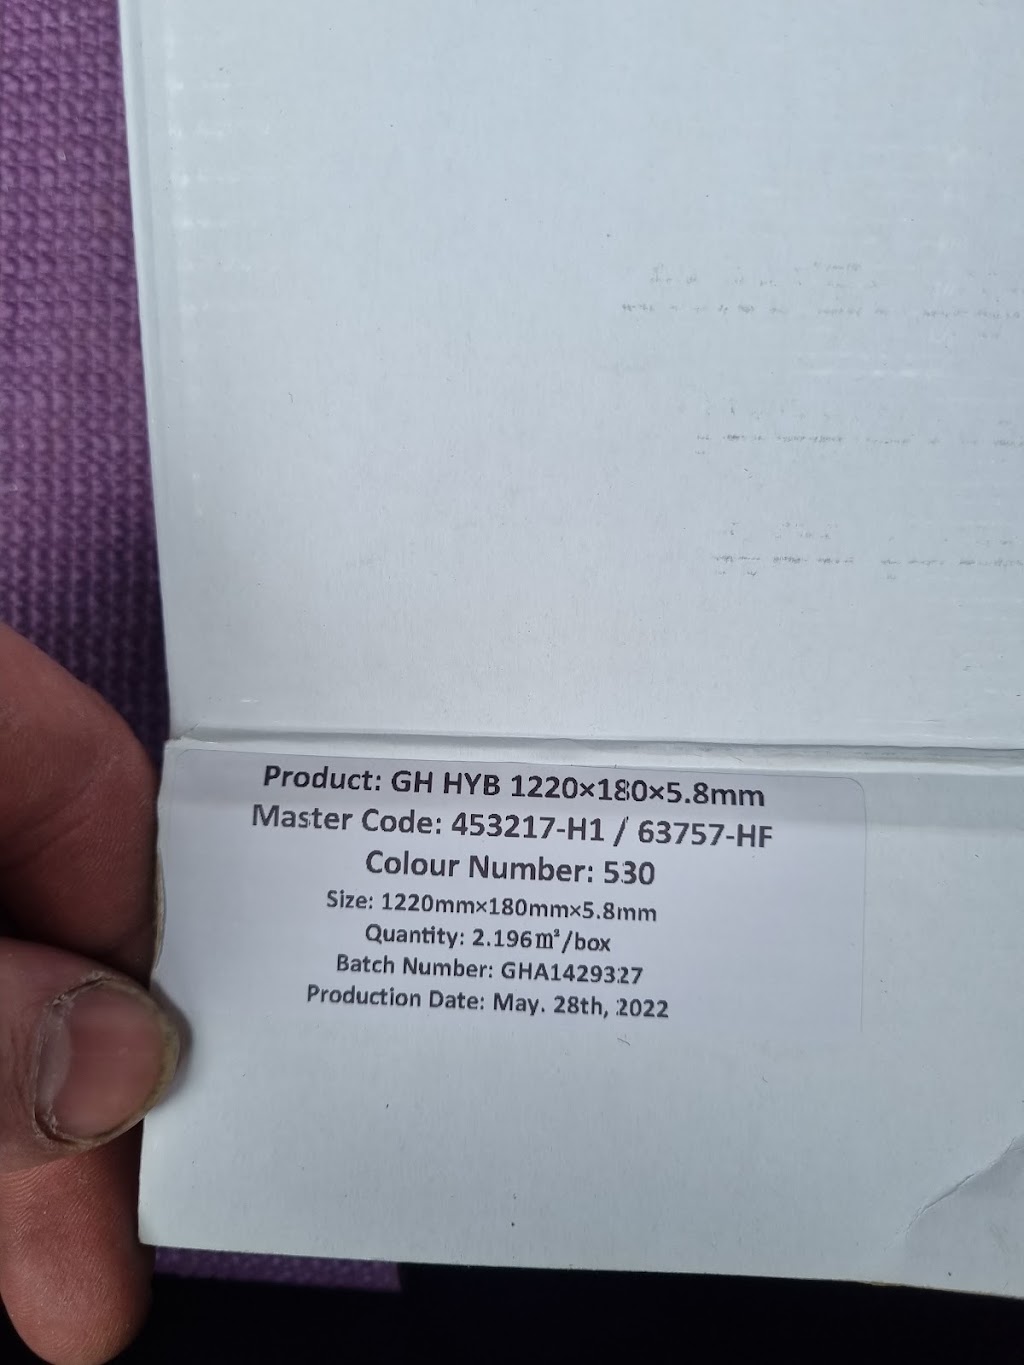 Product: GH HYB 1220×180×5.8mm
Master Code: 453217-H1 / 63757-HF
Colour Number: 530
Size: 1220mm×180mm×5.8mm
Quantity: 2.196㎡/box
Batch Number: GHA1429327
Production Date: May. 28th, 2022